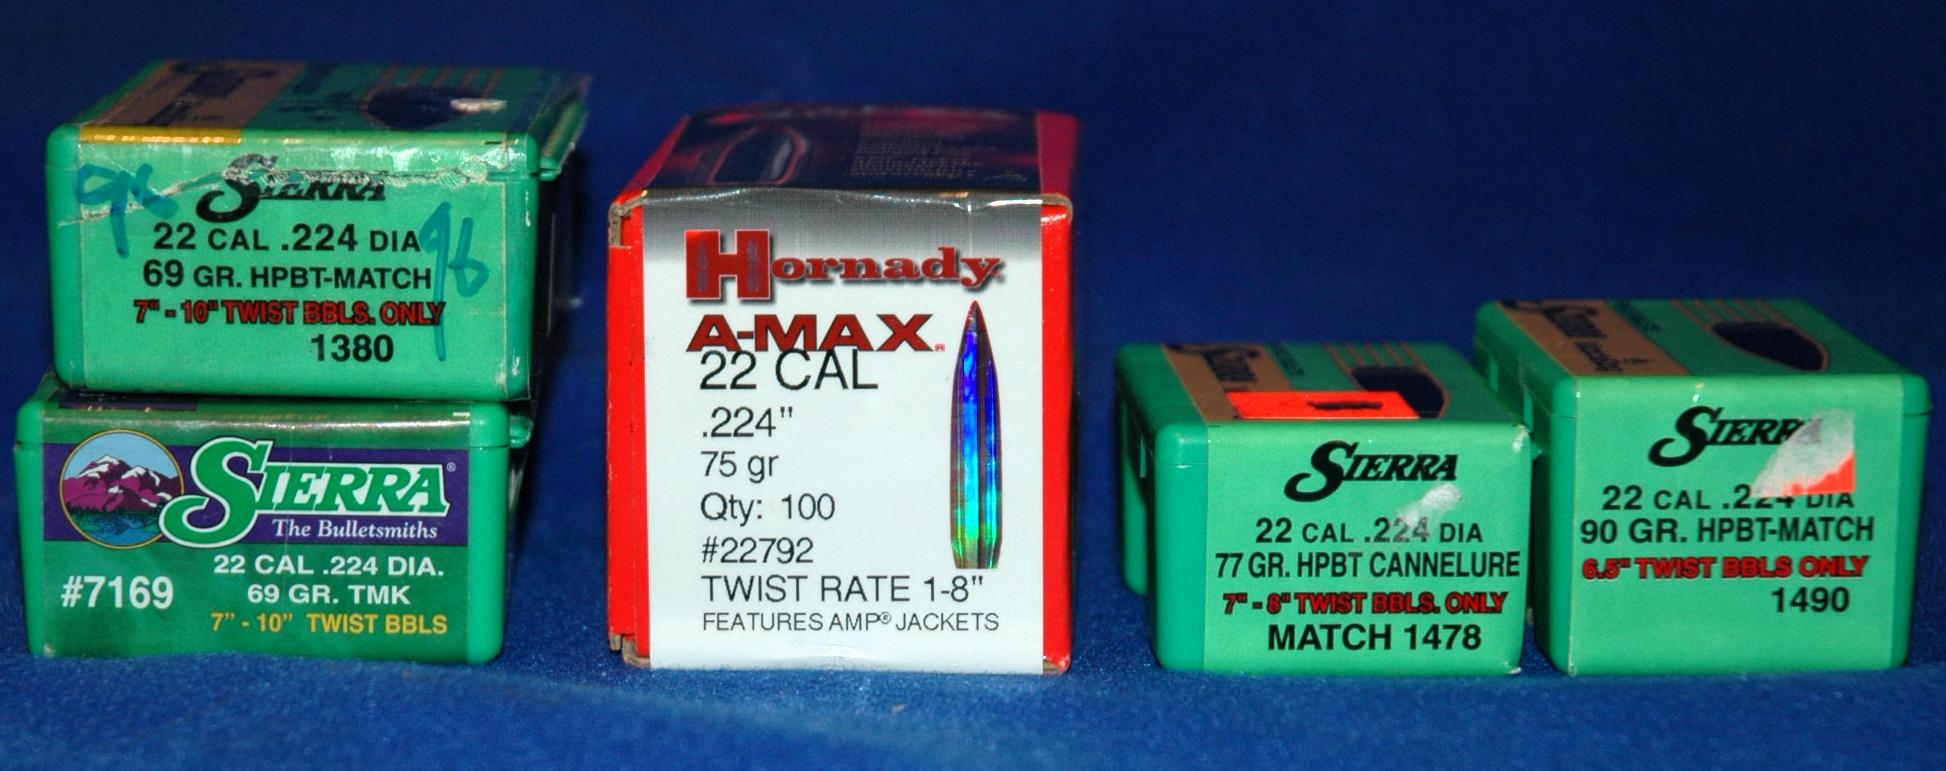 SIERRA
22 CAL .224 DIA
69 GR. HPBT-MATCH
7" - 10" TWIST BBLS. ONLY
1380
96
SIERRA®
The Bulletsmiths
22 CAL .224 DIA.
#7169
69 GR. TMK
7" - 10" TWIST BBLS
Hornady
A-MAX®
22 CAL
.224"
75 gr
Qty: 100
#22792
TWIST RATE 1-8"
FEATURES AMP® JACKETS
SIERRA
22 CAL .224 DIA
77 GR. HPBT CANNELURE
7" - 8" TWIST BBLS. ONLY
MATCH 1478
SIERRA
22 CAL .224 DIA
90 GR. HPBT-MATCH
6.5" TWIST BBLS ONLY
1490